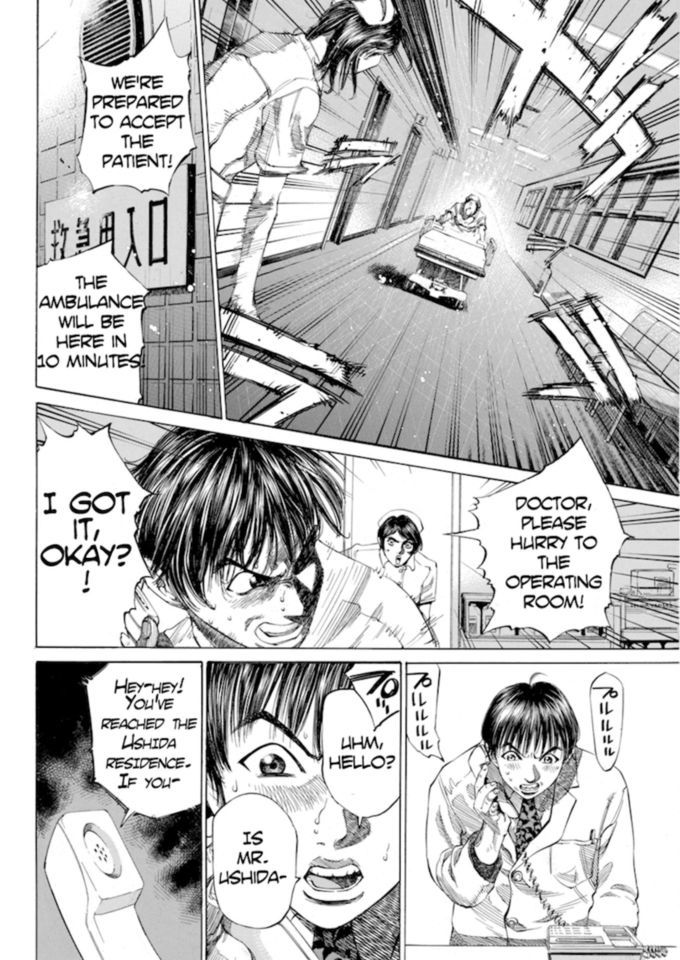 WE'RE
PREPARED
TO ACCEPT
THE
PATIENT!
救急用入口
THE
AMBULANCE
WILL BE
HERE IN
10 MINUTES!
DOCTOR,
PLEASE
HURRY TO
THE
OPERATING
ROOM!
I GOT
IT,
OKAY?
!
プルルルル
プルルルル
UHM,
HELLO?
IS
MR.
USHIDA-
HEY-HEY!
YOU'VE
REACHED THE
USHIDA
RESIDENCE.
IF YOU-